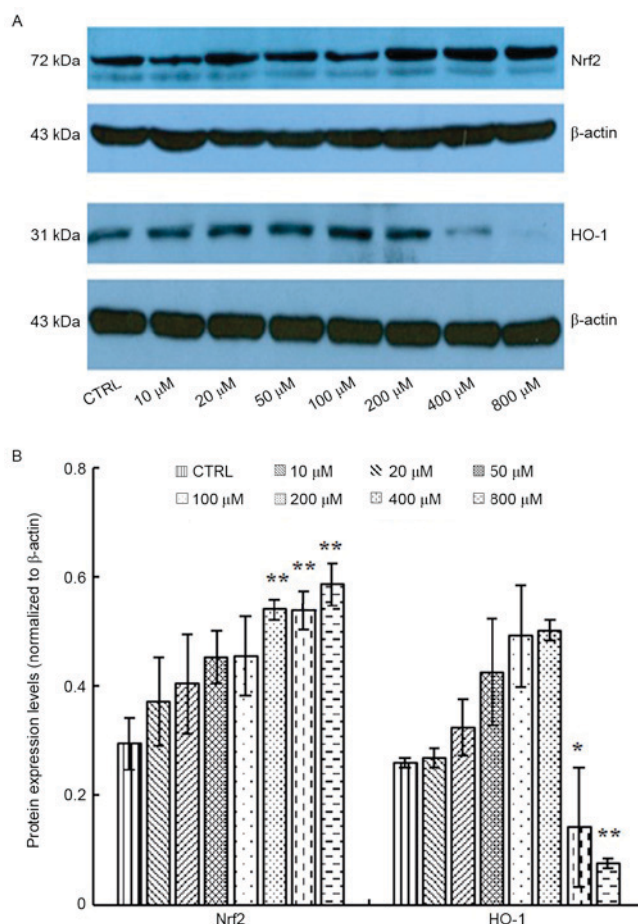 A
72 kDa
Nrf2
43 kDa
β-actin
31 kDa
HO-1
43 kDa
β-actin
CTRL 10 μM 20 μM 50 μM 100 μM 200 μM 400 μM 800 μM
B
Protein expression levels (normalized to β-actin)
0.8
0.6
0.4
0.2
0
CTRL 10 μM 20 μM 50 μM
100 μM 200 μM 400 μM 800 μM
** ** **
* **
Nrf2 HO-1